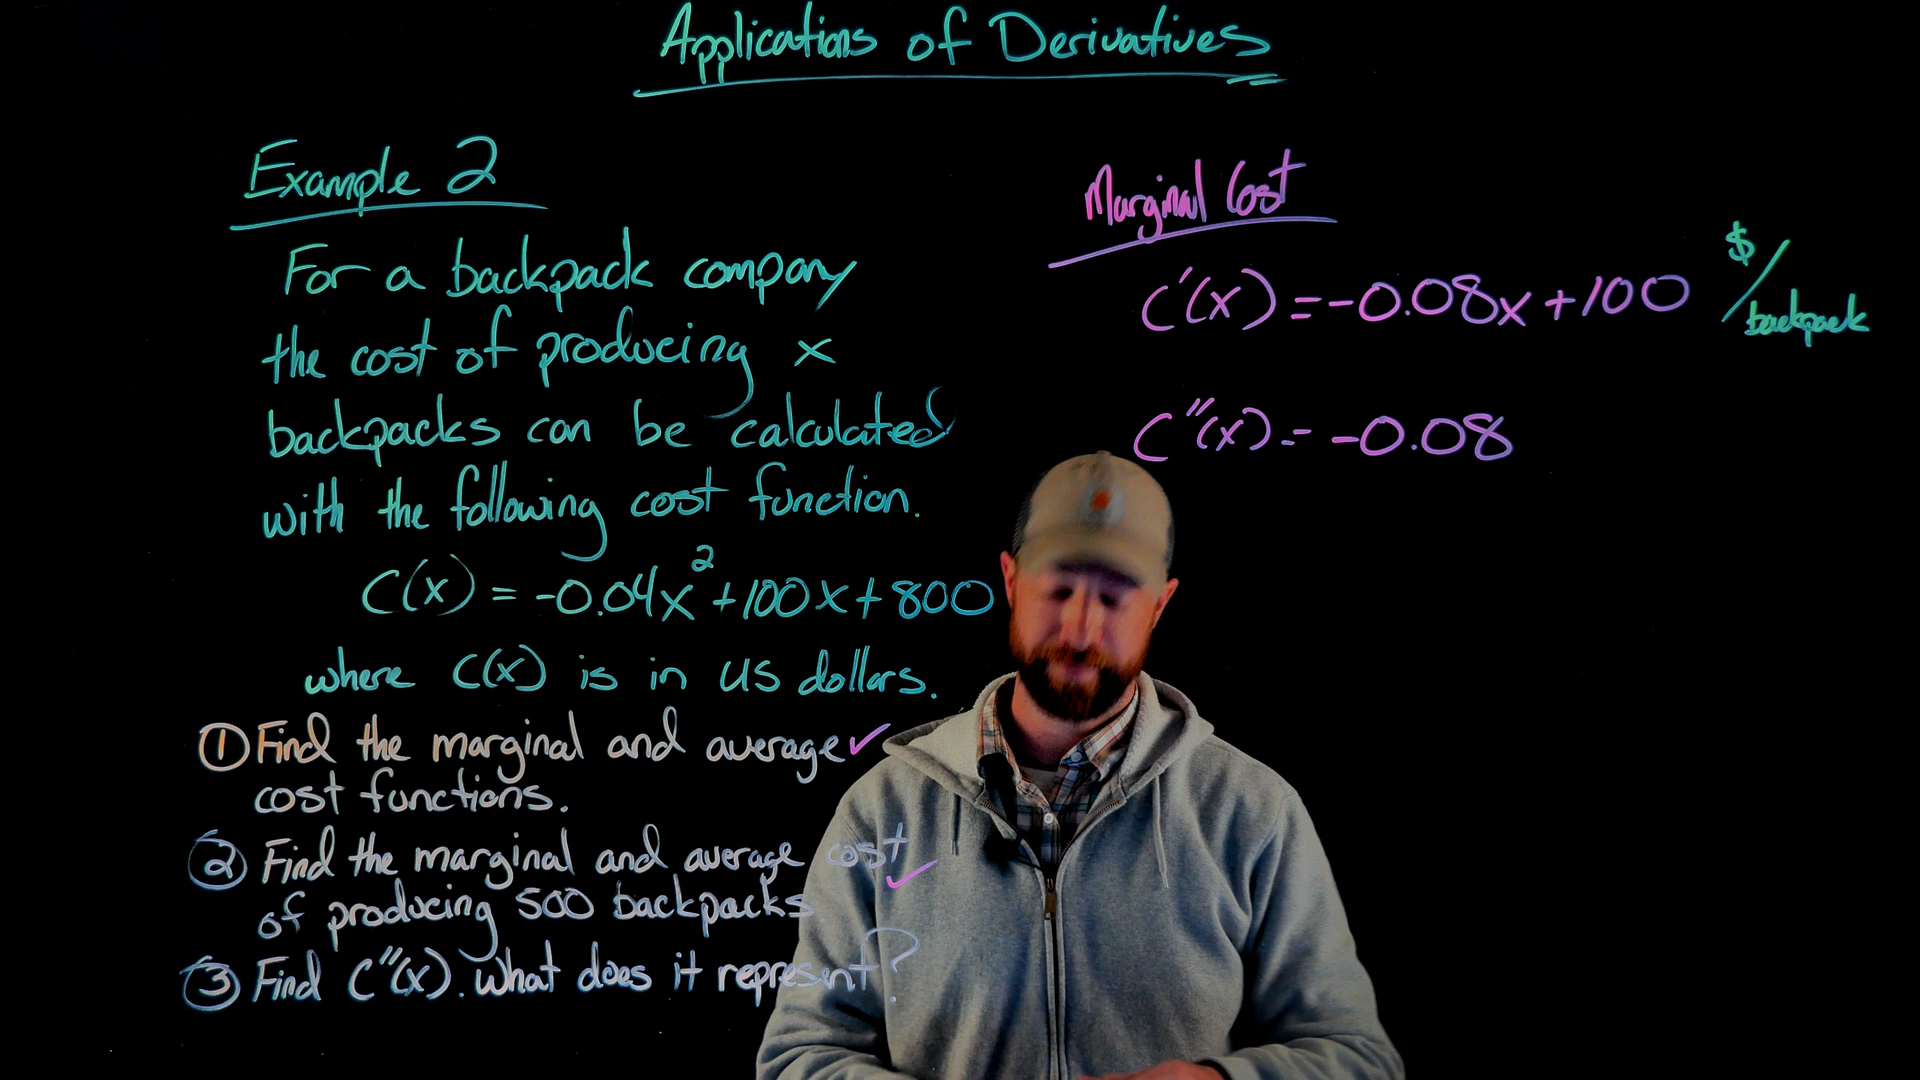 Applications of Derivatives
Example 2
For a backpack company
the cost of producing x
backpacks can be calculated
with the following cost function.
C(x) = -0.04x² + 100x + 800
where C(x) is in US dollars.
① Find the marginal and average ✓
cost functions.
② Find the marginal and average cost
of producing 500 backpacks ✓
③ Find C''(x). What does it represent?
Marginal Cost
C'(x) = -0.08x + 100 $/backpack
C''(x) = -0.08